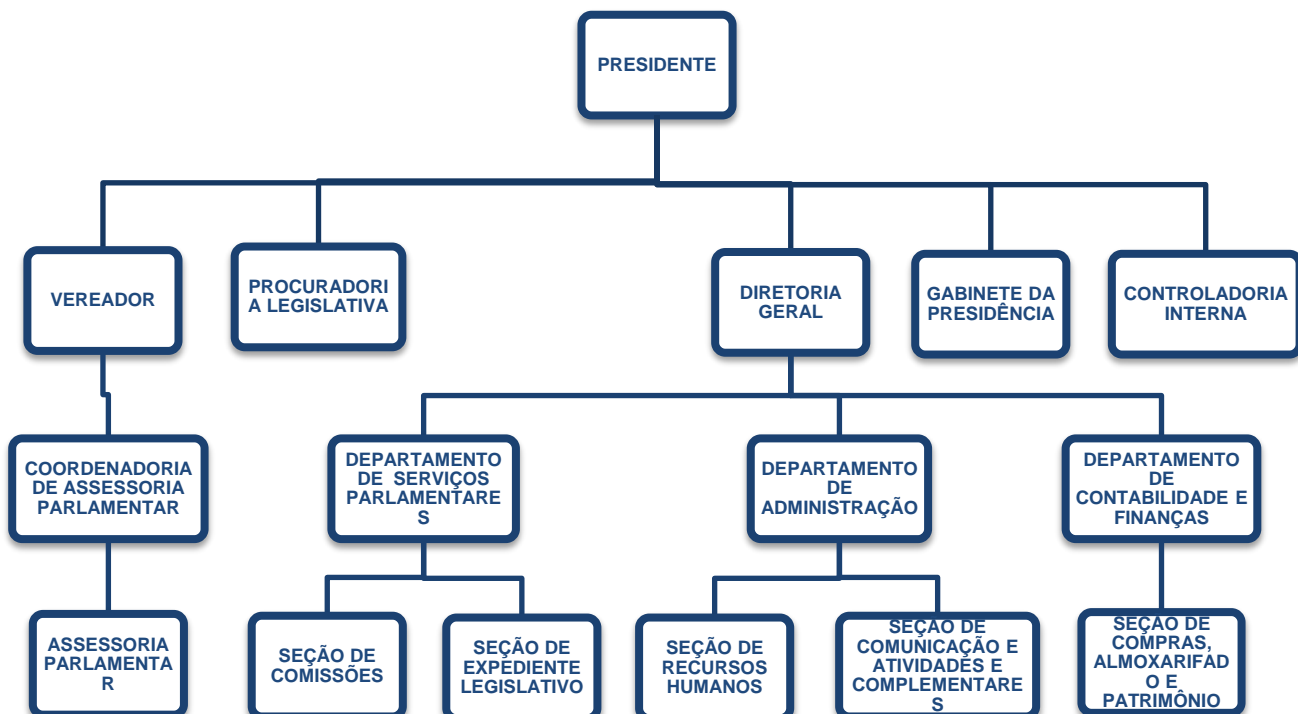 PRESIDENTE
VEREADOR
PROCURADORI
A LEGISLATIVA
DIRETORIA
GERAL
GABINETE DA
PRESIDÊNCIA
CONTROLADORIA
INTERNA
COORDENADORIA
DE ASSESSORIA
PARLAMENTAR
DEPARTAMENTO
DE SERVIÇOS
PARLAMENTARE
S
DEPARTAMENTO
DE
ADMINISTRAÇÃO
DEPARTAMENTO
DE
CONTABILIDADE E
FINANÇAS
ASSESSORIA
PARLAMENTA
R
SEÇÃO DE
COMISSÕES
SEÇÃO DE
EXPEDIENTE
LEGISLATIVO
SEÇÃO DE
RECURSOS
HUMANOS
SEÇÃO DE
COMUNICAÇÃO E
ATIVIDADES E
COMPLEMENTARE
S
SEÇÃO DE
COMPRAS,
ALMOXARIFAD
O E
PATRIMÔNIO